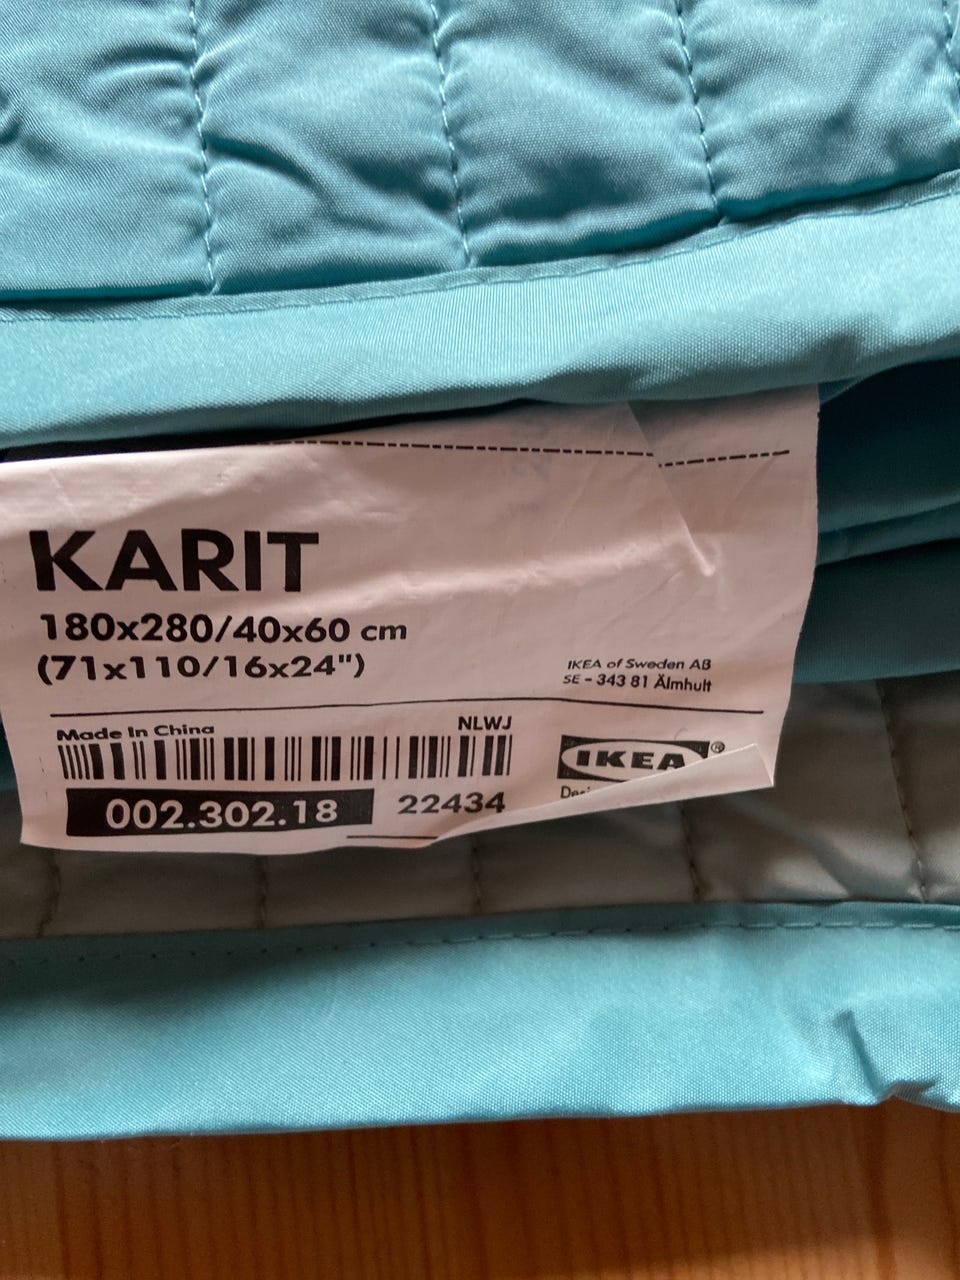 KARIT
180x280/40x60 cm
(71x110/16x24")
IKEA of Sweden AB
SE - 343 81 Älmhult
Made In China
NLWJ
002.302.18
22434
IKEA®